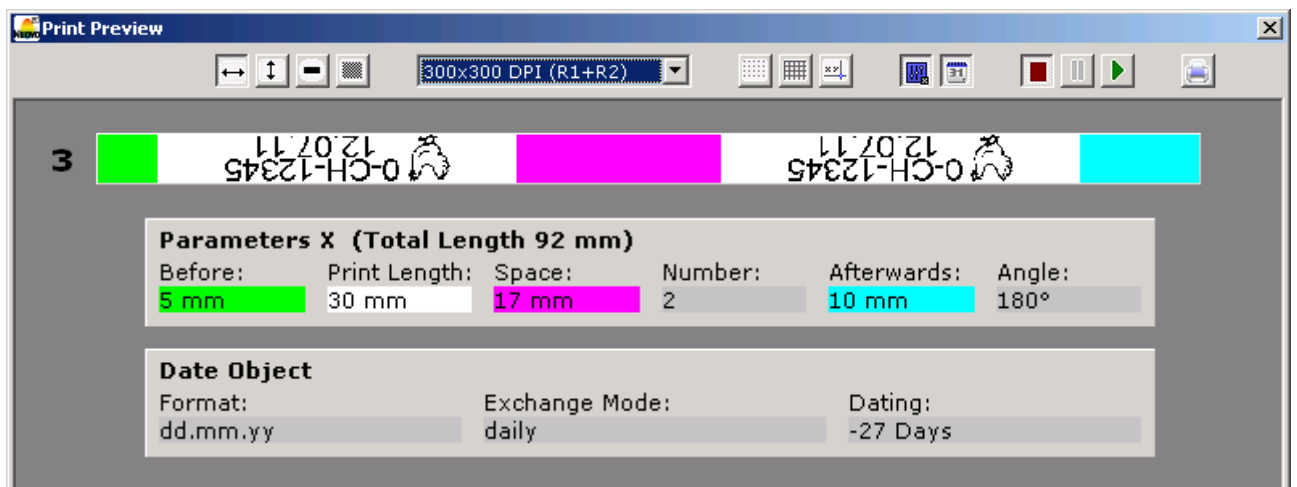 Print Preview
300x300 DPI (R1+R2)
31
3
0-CH-12345
12.07.11
0-CH-12345
12.07.11
Parameters X (Total Length 92 mm)
Before: Print Length: Space: Number: Afterwards: Angle:
5 mm 30 mm 17 mm 2 10 mm 180°
Date Object
Format: Exchange Mode: Dating:
dd.mm.yy daily -27 Days